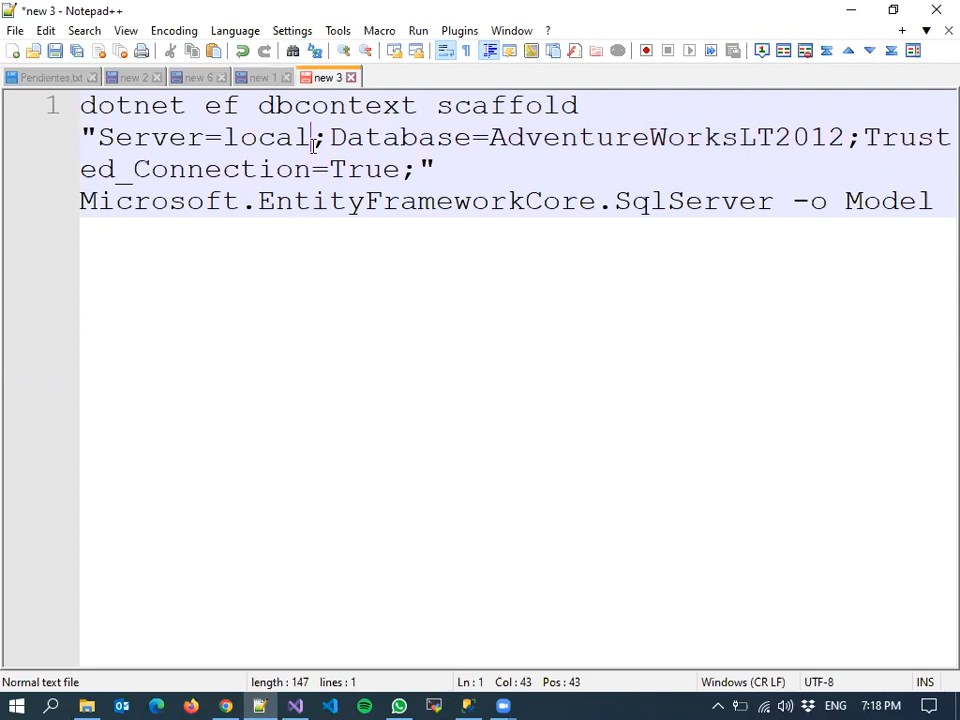 *new 3 - Notepad++
File Edit Search View Encoding Language Settings Tools Macro Run Plugins Window ?
Pendientes.txt new 2 new 6 new 1 new 3
1 dotnet ef dbcontext scaffold
"Server=local;Database=AdventureWorksLT2012;Trust
ed_Connection=True;"
Microsoft.EntityFrameworkCore.SqlServer -o Model
Normal text file length : 147 lines : 1 Ln : 1 Col : 43 Pos : 43 Windows (CR LF) UTF-8 INS
ENG 7:18 PM